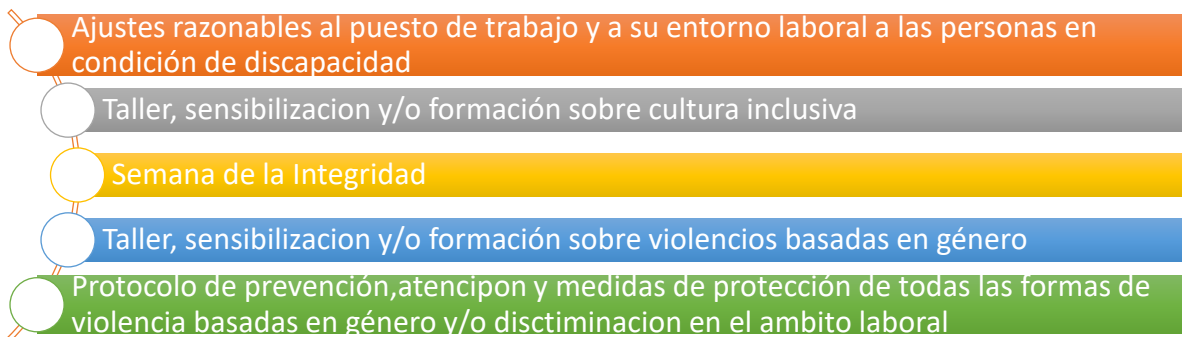 Ajustes razonables al puesto de trabajo y a su entorno laboral a las personas en
condición de discapacidad
Taller, sensibilizacion y/o formación sobre cultura inclusiva
Semana de la Integridad
Taller, sensibilizacion y/o formación sobre violencios basadas en género
Protocolo de prevención,atencipon y medidas de protección de todas las formas de
violencia basadas en género y/o disctiminacion en el ambito laboral